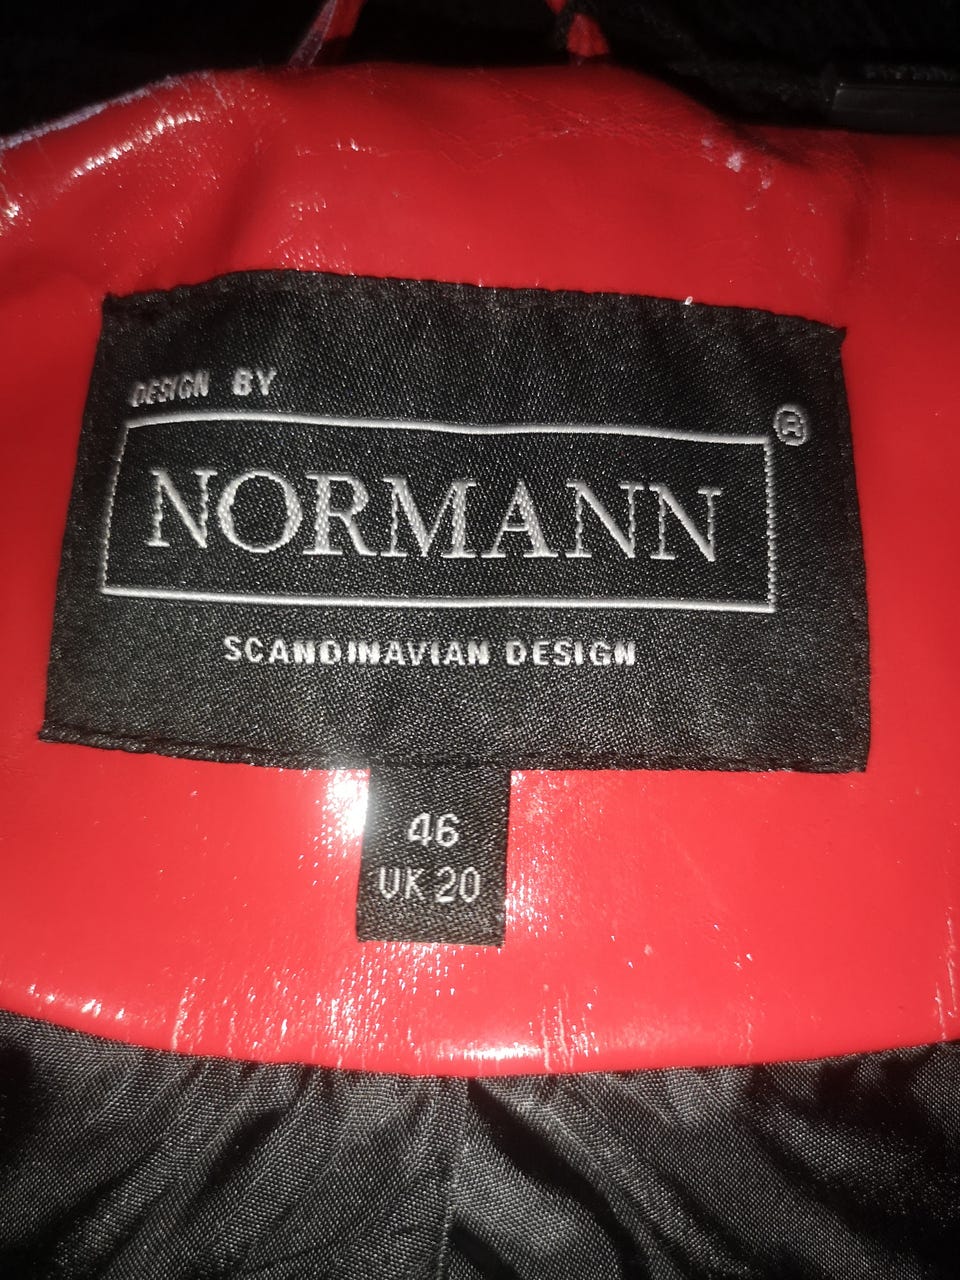 DESIGN BY
®
NORMANN
SCANDINAVIAN DESIGN
46
UK 20